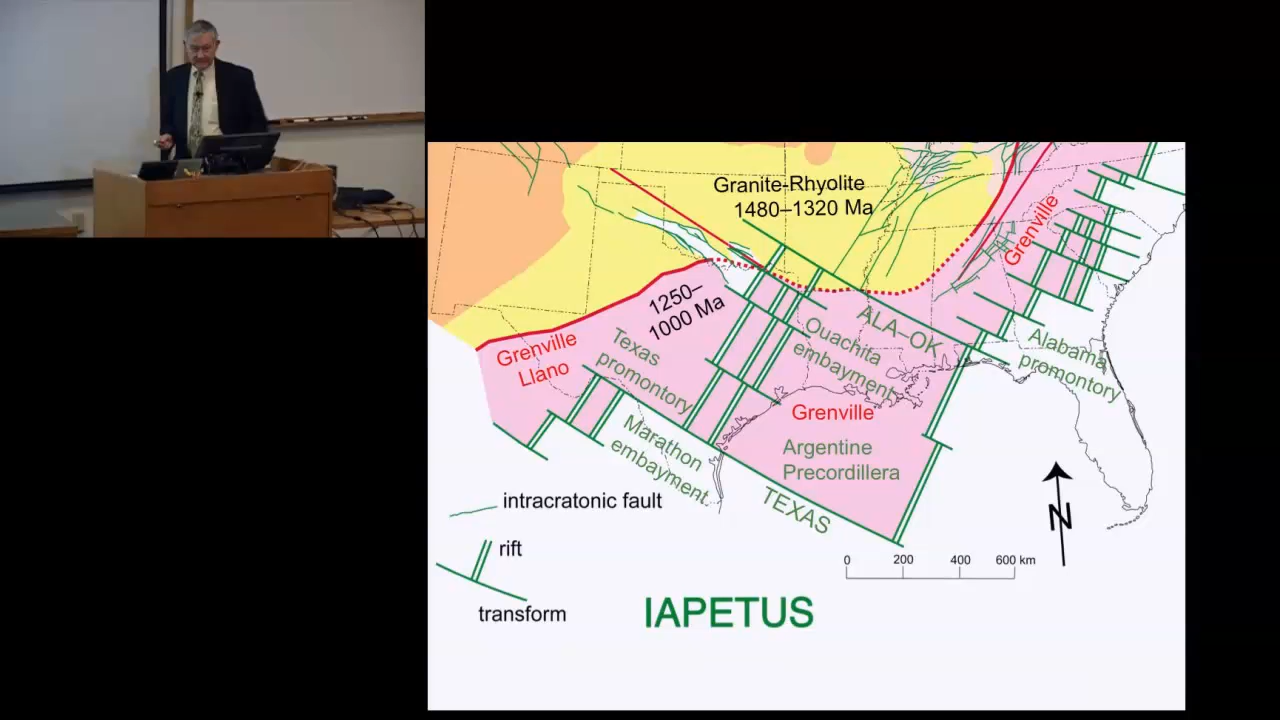 Granite-Rhyolite
1480–1320 Ma
Grenville
1250–
1000 Ma
ALA–OK
Ouachita
embayment
Alabama
promontory
Texas
promontory
Grenville
Llano
Grenville
Argentine
Precordillera
Marathon
embayment
TEXAS
intracratonic fault
rift
transform
N
0 200 400 600 km
IAPETUS